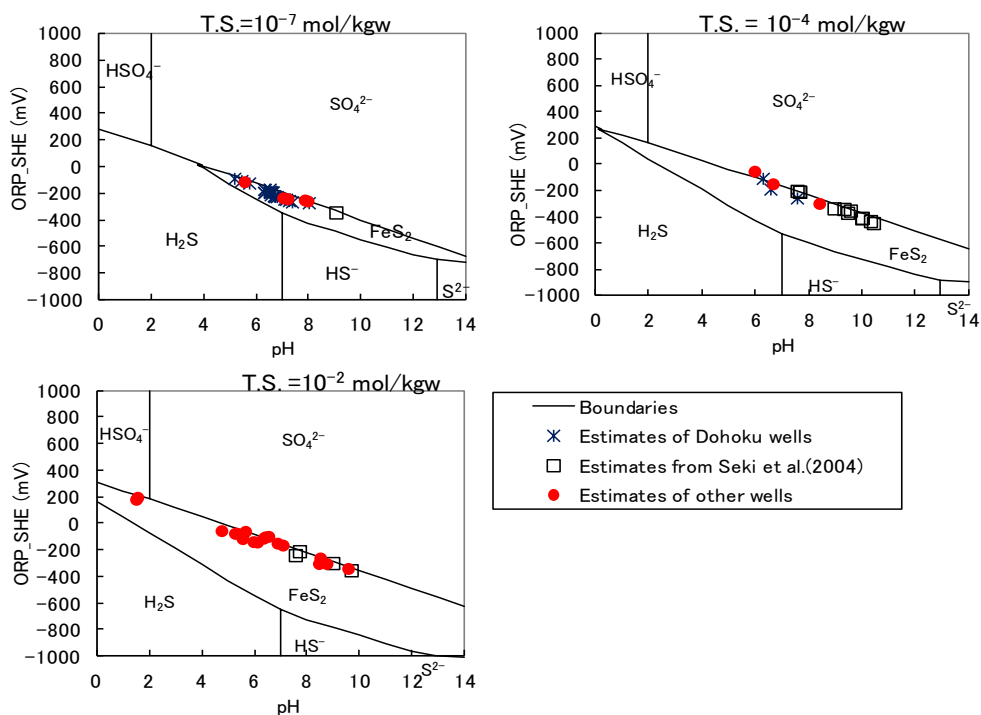 T.S.=10⁻⁷ mol/kgw
ORP_SHE (mV)
1000
800
600
400
200
0
−200
−400
−600
−800
−1000
HSO₄⁻
SO₄²⁻
H₂S
FeS₂
HS⁻
S²⁻
0 2 4 6 8 10 12 14
pH
T.S. = 10⁻⁴ mol/kgw
ORP_SHE (mV)
1000
800
600
400
200
0
−200
−400
−600
−800
−1000
HSO₄⁻
SO₄²⁻
H₂S
FeS₂
HS⁻
S²⁻
0 2 4 6 8 10 12 14
pH
T.S. =10⁻² mol/kgw
ORP_SHE (mV)
1000
800
600
400
200
0
−200
−400
−600
−800
−1000
HSO₄⁻
SO₄²⁻
H₂S
FeS₂
HS⁻
S²⁻
0 2 4 6 8 10 12 14
pH
Boundaries
Estimates of Dohoku wells
Estimates from Seki et al.(2004)
Estimates of other wells